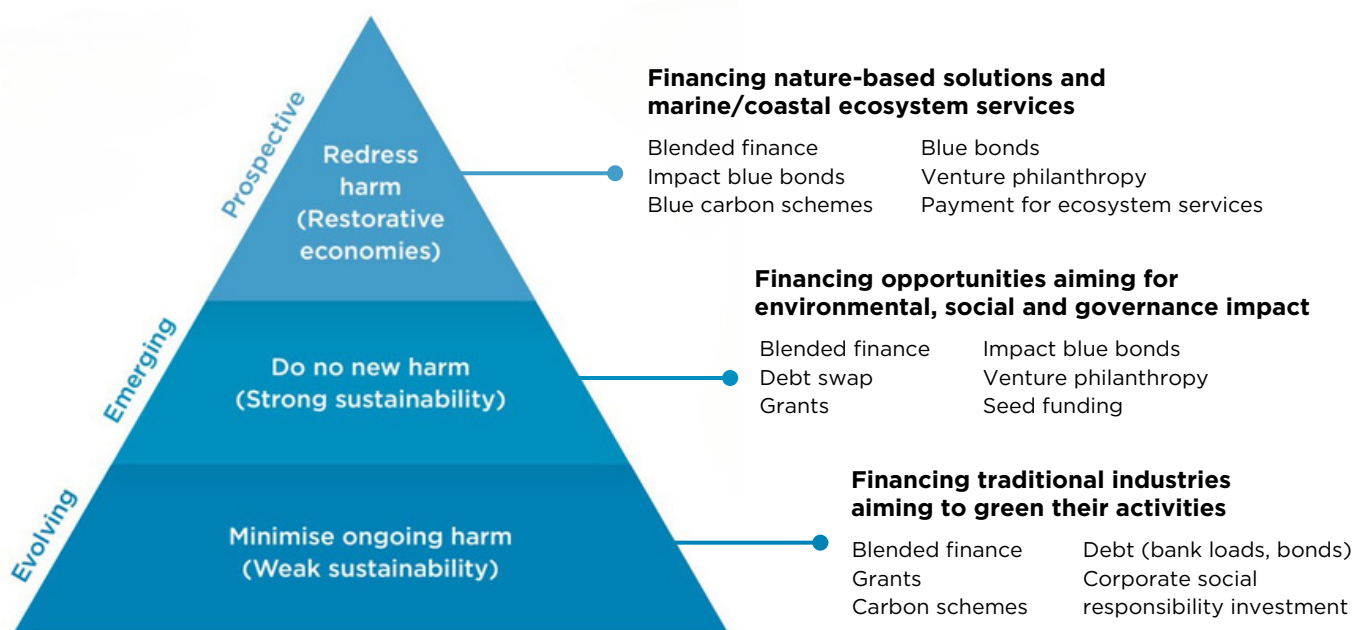 Prospective
Redress
harm
(Restorative
economies)
Financing nature-based solutions and
marine/coastal ecosystem services
Blended finance
Impact blue bonds
Blue carbon schemes
Blue bonds
Venture philanthropy
Payment for ecosystem services
Emerging
Do no new harm
(Strong sustainability)
Financing opportunities aiming for
environmental, social and governance impact
Blended finance
Debt swap
Grants
Impact blue bonds
Venture philanthropy
Seed funding
Evolving
Minimise ongoing harm
(Weak sustainability)
Financing traditional industries
aiming to green their activities
Blended finance
Grants
Carbon schemes
Debt (bank loads, bonds)
Corporate social
responsibility investment